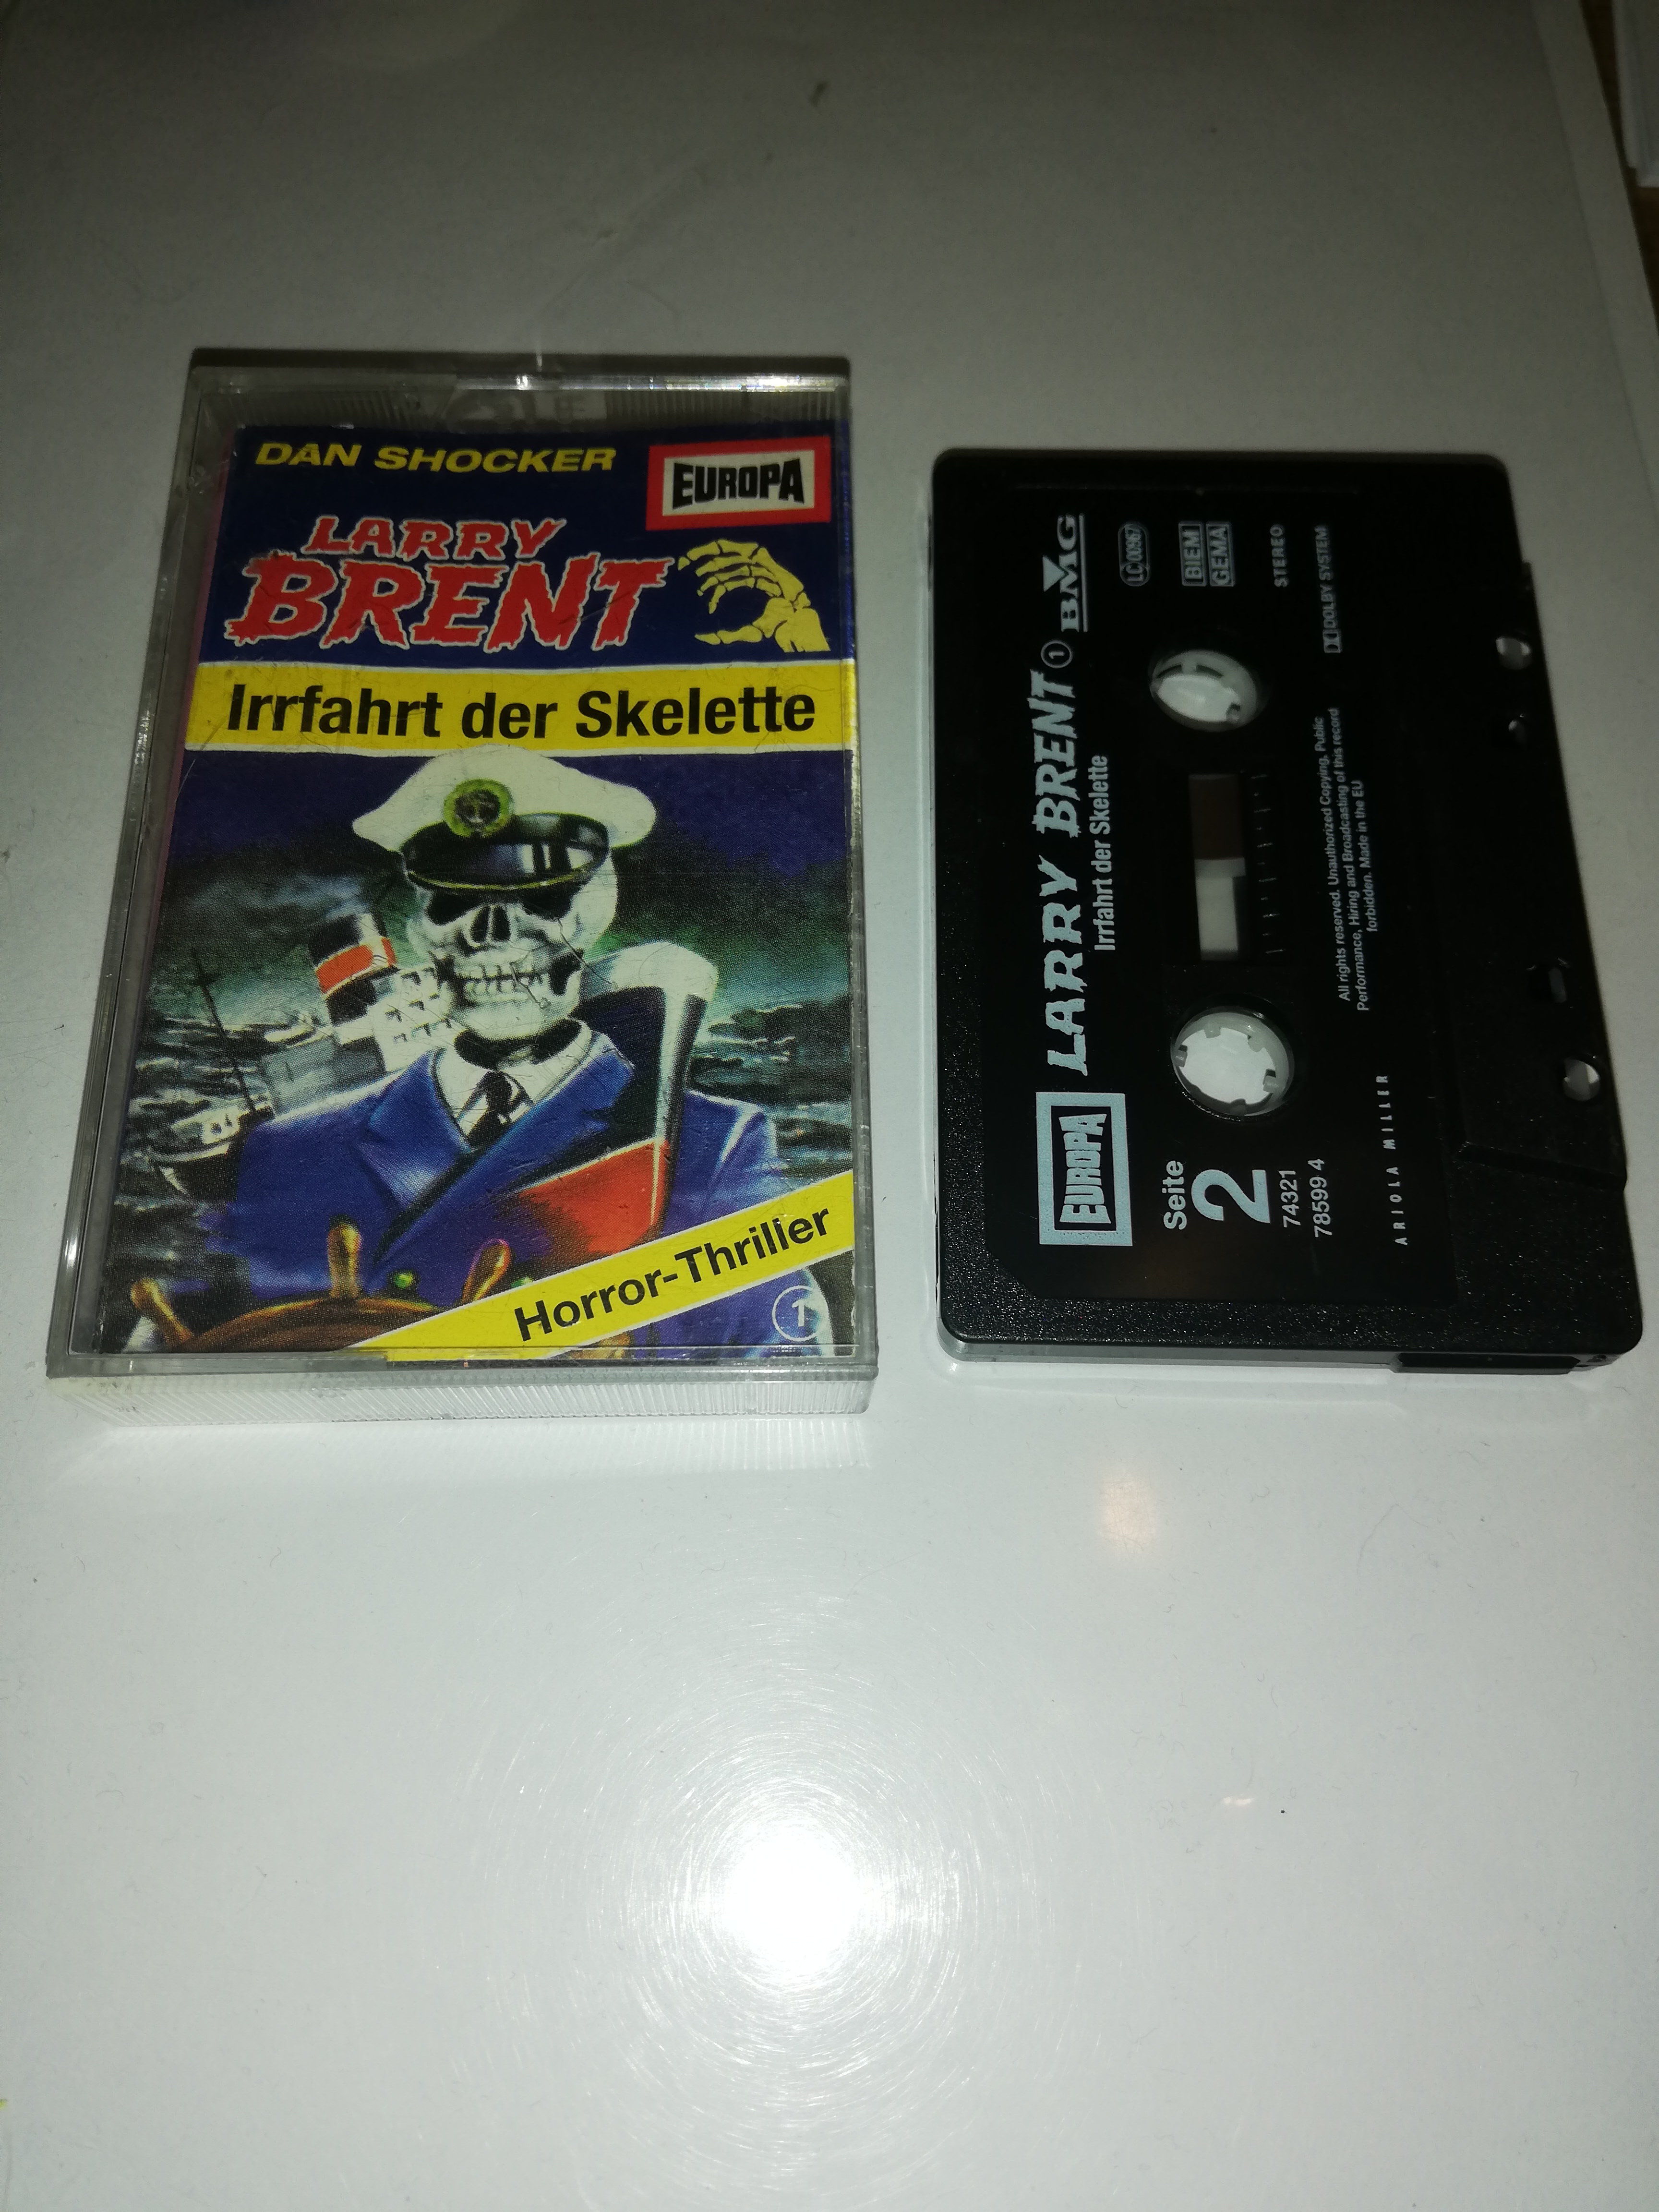 DAN SHOCKER
EUROPA
LARRY
BRENT
Irrfahrt der Skelette
Horror-Thriller
1
EUROPA
LARRY BRENT 1
BMG
Irrfahrt der Skelette
LC 00967
Seite
2
BIEM
GEMA
74321
78599 4
STEREO
DOLBY SYSTEM
All rights reserved. Unauthorized Copying, Public
Performance, Hiring and Broadcasting of this record
forbiden. Made in the EU
ARIOLA MILLER